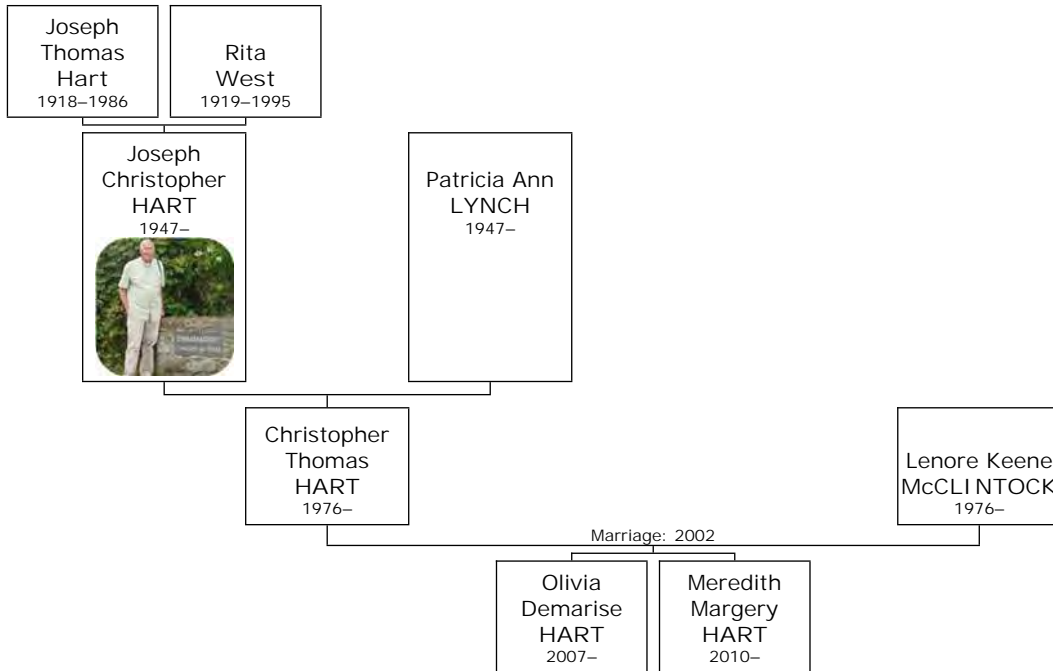 Joseph
Thomas
Hart
1918–1986
Rita
West
1919–1995
Joseph
Christopher
HART
1947–
Patricia Ann
LYNCH
1947–
Christopher
Thomas
HART
1976–
Lenore Keene
McCLINTOCK
1976–
Marriage: 2002
Olivia
Demarise
HART
2007–
Meredith
Margery
HART
2010–